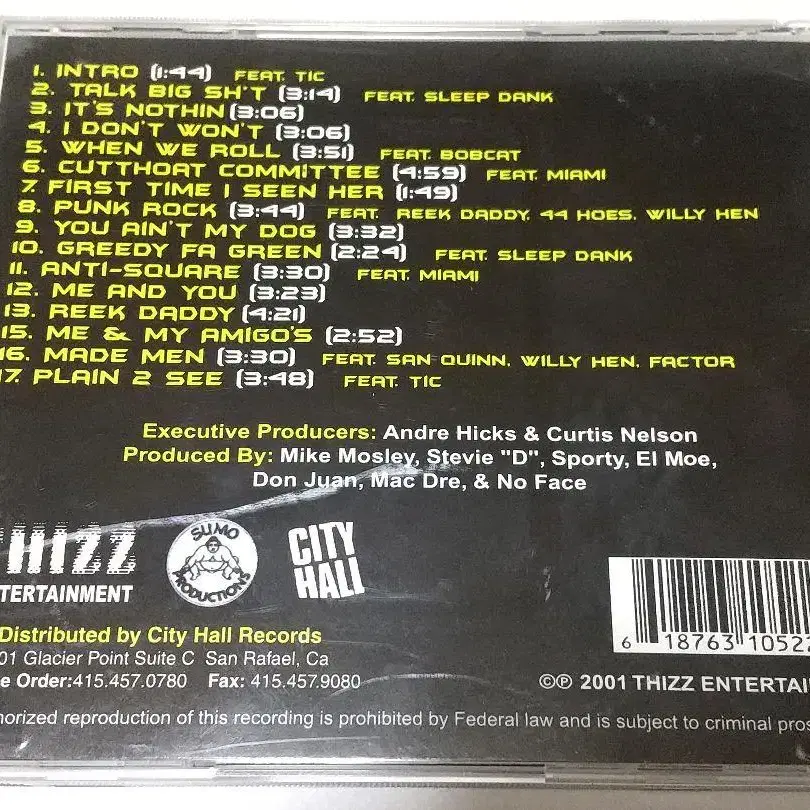 1. INTRO (1:44) FEAT. TIC
2. TALK BIG SH*T (3:14) FEAT. SLEEP DANK
3. IT'S NOTHIN (3:06)
4. I DON'T WON'T (3:06)
5. WHEN WE ROLL (3:51) FEAT. BOBCAT
6. CUTTHORT COMMITTEE (4:59) FEAT. MIAMI
7. FIRST TIME I SEEN HER (1:49)
8. PUNK ROCK (3:44) FEAT. REEK DADDY, 44 HOES, WILLY HEN
9. YOU AIN'T MY DOG (3:32)
10. GREEDY FA GREEN (2:24) FEAT. SLEEP DANK
11. ANTI-SQUARE (3:30) FEAT. MIAMI
12. ME AND YOU (3:23)
13. REEK DADDY (4:21)
15. ME & MY AMIGO'S (2:52)
16. MADE MEN (3:30) FEAT. SAN QUINN, WILLY HEN, FACTOR
17. PLAIN 2 SEE (3:48) FEAT. TIC
Executive Producers: Andre Hicks & Curtis Nelson
Produced By: Mike Mosley, Stevie "D", Sporty, El Moe,
Don Juan, Mac Dre, & No Face
THIZZ
TERTAINMENT
SUMO
PRODUCTIONS
CITY
HALL
Distributed by City Hall Records
01 Glacier Point Suite C San Rafael, Ca
e Order:415.457.0780 Fax: 415.457.9080
6 18763 10522
©℗ 2001 THIZZ ENTERTAI
horized reproduction of this recording is prohibited by Federal law and is subject to criminal pros